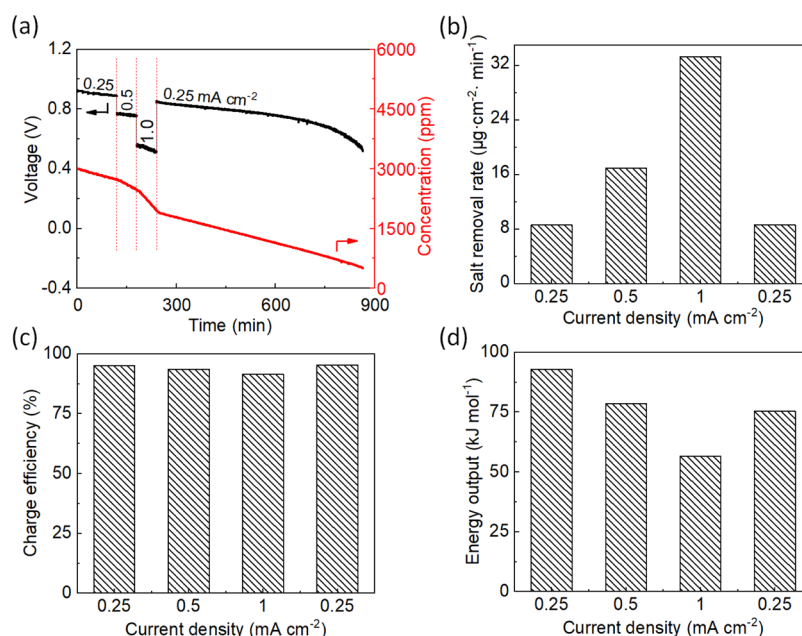 (a)
1.2
0.8
0.4
0.0
-0.4
Voltage (V)
0.25
0.5
1.0
0.25 mA cm-2
6000
4500
3000
1500
0
Concentration (ppm)
0
300
600
900
Time (min)
(b)
32
24
16
8
0
Salt removal rate (µg·cm-2· min-1)
0.25 0.5 1 0.25
Current density (mA cm-2)
(c)
100
75
50
25
0
Charge efficiency (%)
0.25 0.5 1 0.25
Current density (mA cm-2)
(d)
100
75
50
25
0
Energy output (kJ mol-1)
0.25 0.5 1 0.25
Current density (mA cm-2)